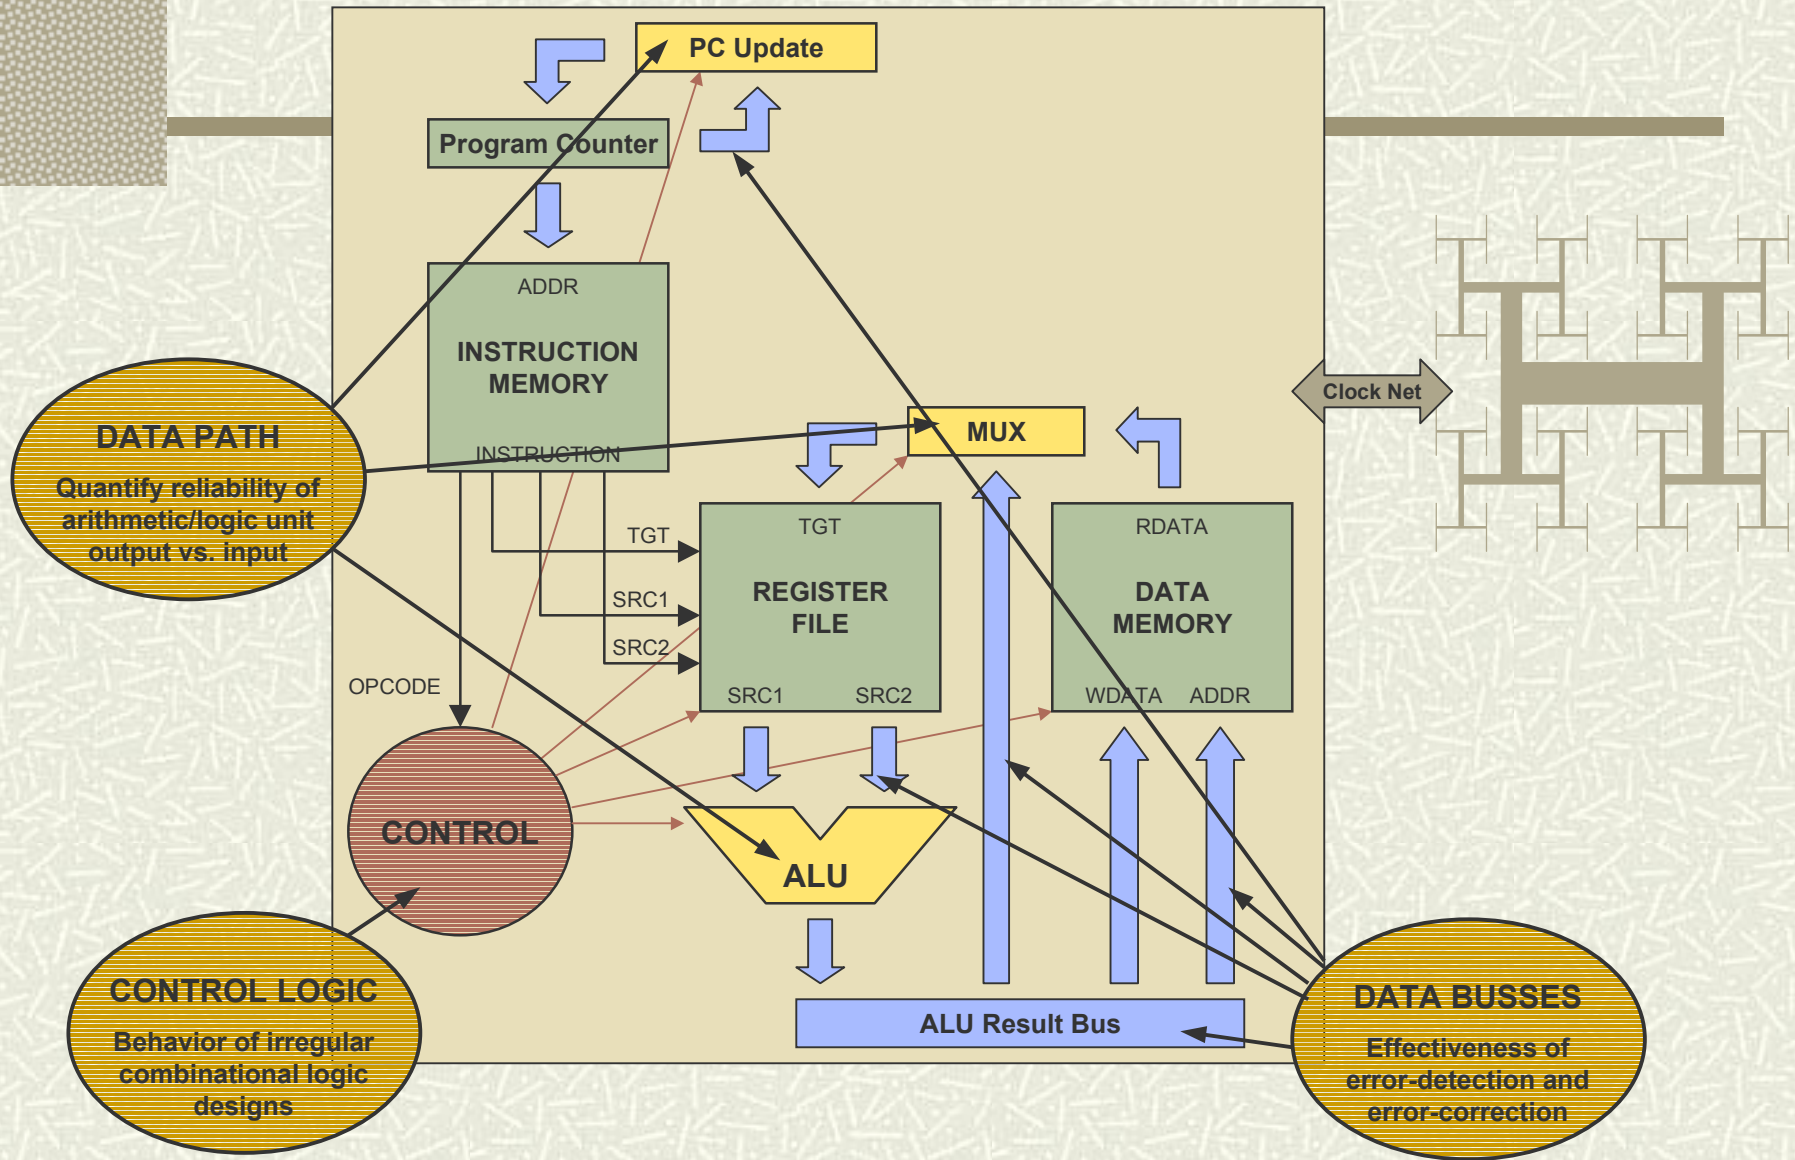 PC Update
Program Counter
ADDR
INSTRUCTION
MEMORY
INSTRUCTION
Clock Net
MUX
DATA PATH
Quantify reliability of
arithmetic/logic unit
output vs. input
TGT
SRC1
SRC2
OPCODE
TGT
REGISTER
FILE
SRC1 SRC2
RDATA
DATA
MEMORY
WDATA ADDR
CONTROL
ALU
ALU Result Bus
CONTROL LOGIC
Behavior of irregular
combinational logic
designs
DATA BUSSES
Effectiveness of
error-detection and
error-correction